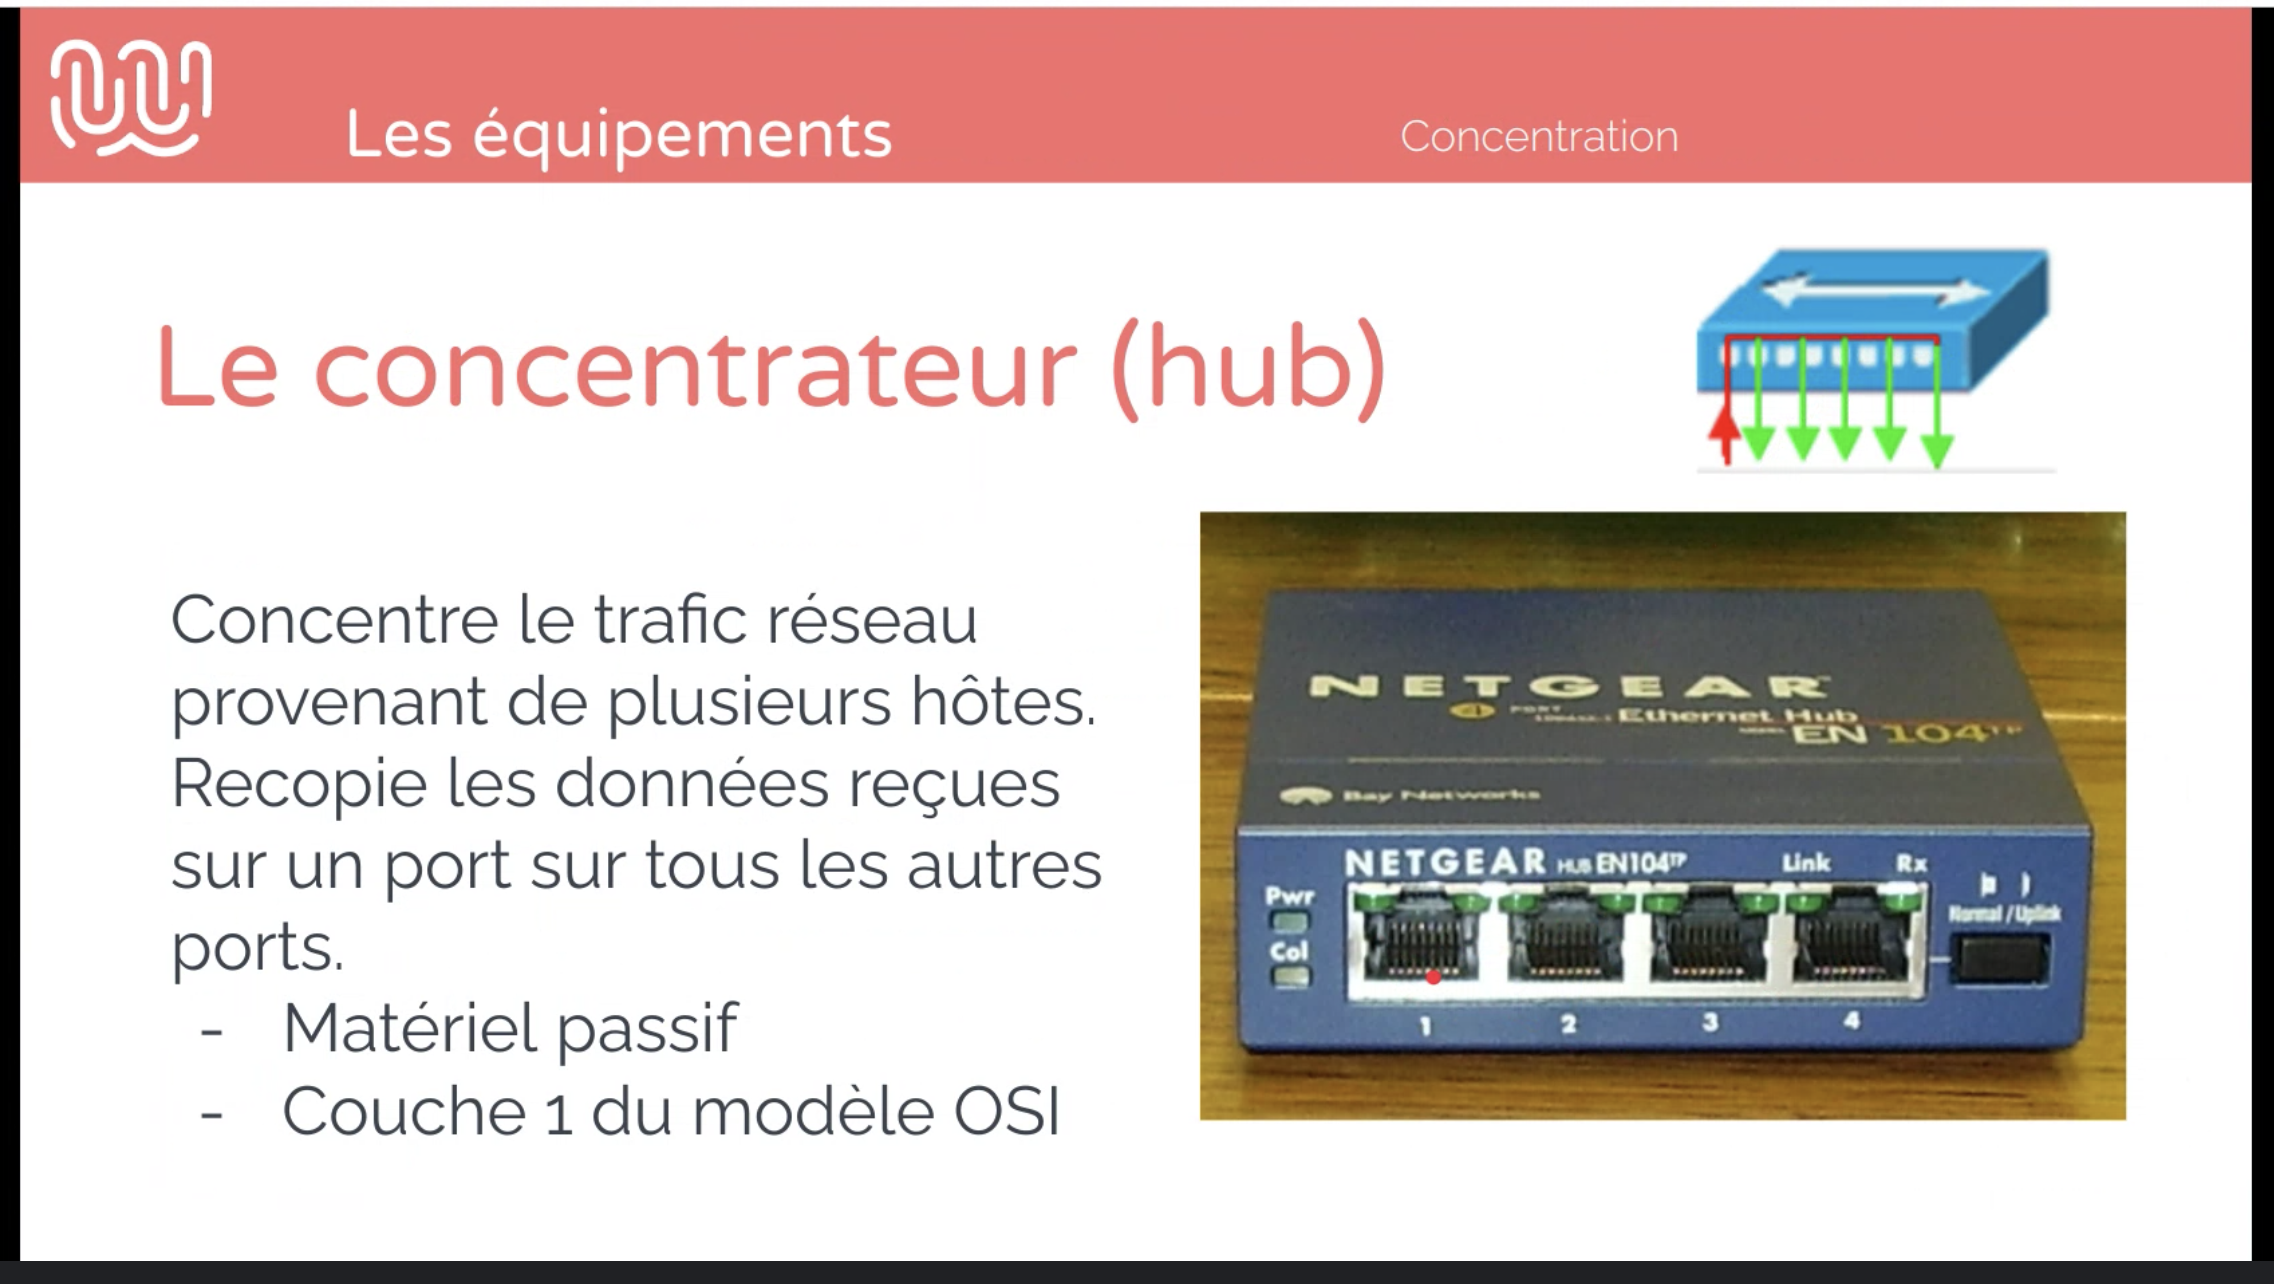 Les équipements
Concentration
Le concentrateur (hub)
Concentre le trafic réseau
provenant de plusieurs hôtes.
Recopie les données reçues
sur un port sur tous les autres
ports.
- Matériel passif
- Couche 1 du modèle OSI
NETGEAR
4 PORT
Ethernet Hub
EN 104TP
Bay Networks
NETGEAR HUB EN104TP Link Rx
Pwr
Normal / Uplink
Col
1 2 3 4